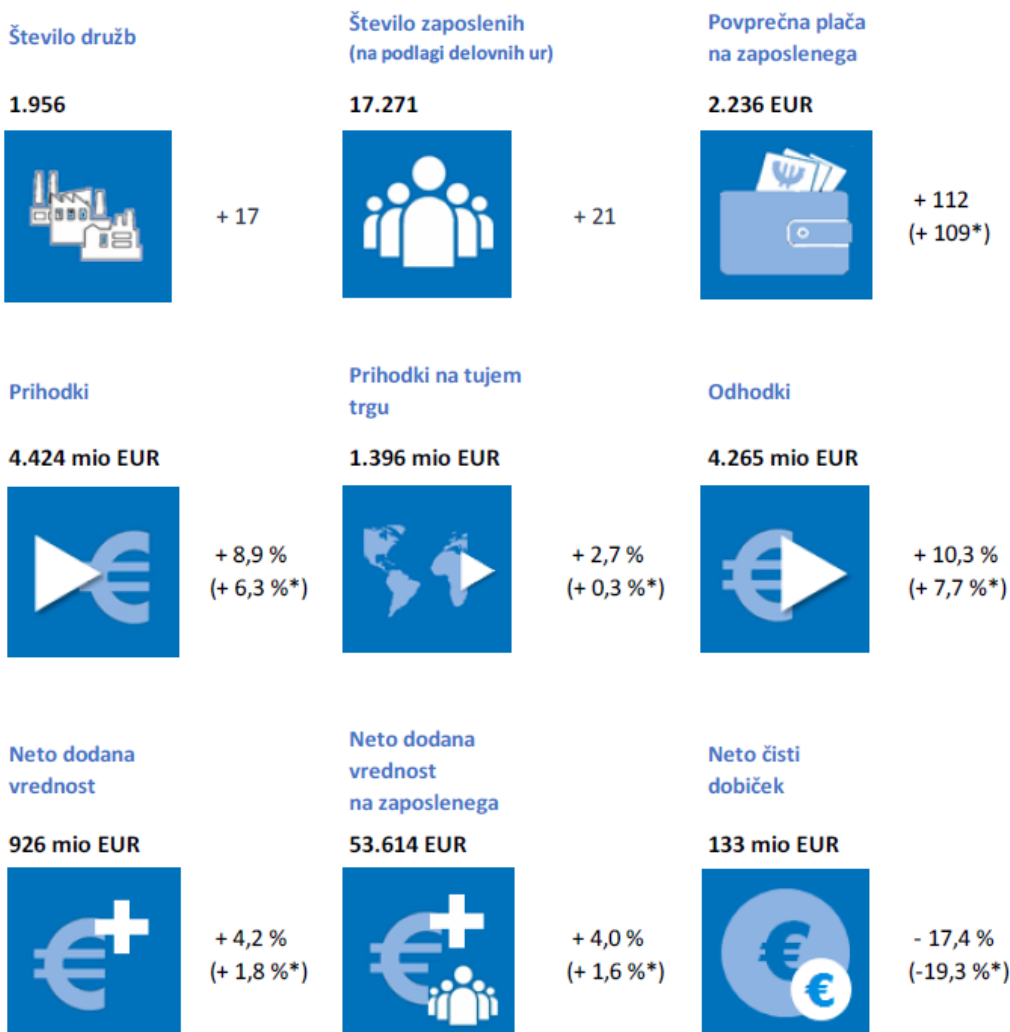 Število družb
1.956
+ 17
Število zaposlenih
(na podlagi delovnih ur)
17.271
+ 21
Povprečna plača
na zaposlenega
2.236 EUR
+ 112
(+ 109*)
Prihodki
4.424 mio EUR
+ 8,9 %
(+ 6,3 %*)
Prihodki na tujem
trgu
1.396 mio EUR
+ 2,7 %
(+ 0,3 %*)
Odhodki
4.265 mio EUR
+ 10,3 %
(+ 7,7 %*)
Neto dodana
vrednost
926 mio EUR
+ 4,2 %
(+ 1,8 %*)
Neto dodana
vrednost
na zaposlenega
53.614 EUR
+ 4,0 %
(+ 1,6 %*)
Neto čisti
dobiček
133 mio EUR
- 17,4 %
(-19,3 %*)